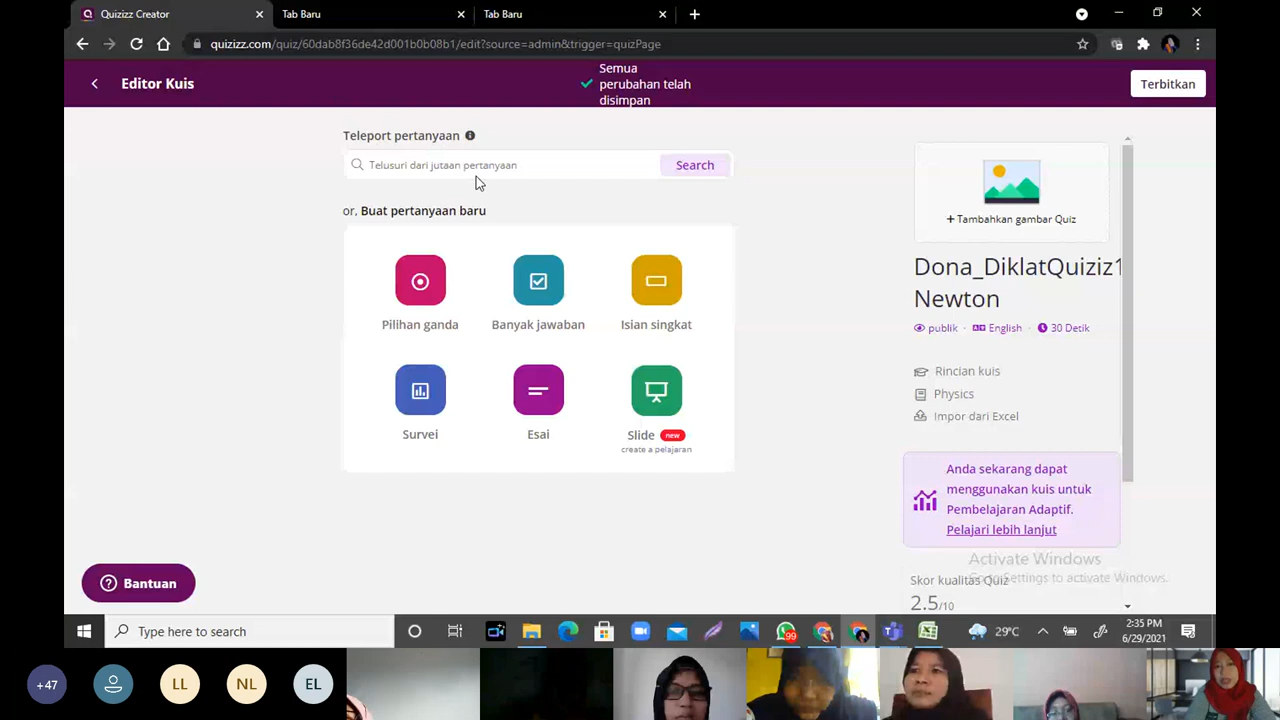 Quizizz Creator
Tab Baru
Tab Baru
quizizz.com/quiz/60dab8f36de42d001b0b08b1/edit?source=admin&trigger=quizPage
Editor Kuis
Semua
perubahan telah
disimpan
Terbitkan
Teleport pertanyaan
Telusuri dari jutaan pertanyaan
Search
or, Buat pertanyaan baru
Pilihan ganda
Banyak jawaban
Isian singkat
Survei
Esai
Slide new
create a pelajaran
+ Tambahkan gambar Quiz
Dona_DiklatQuiziz1
Newton
publik · English · 30 Detik
Rincian kuis
Physics
Impor dari Excel
Anda sekarang dapat
menggunakan kuis untuk
Pembelajaran Adaptif.
Pelajari lebih lanjut
Activate Windows
Go to Settings to activate Windows.
Skor kualitas Quiz
2.5/10
Bantuan
Type here to search
99
29°C
2:35 PM
6/29/2021
+47
LL
NL
EL